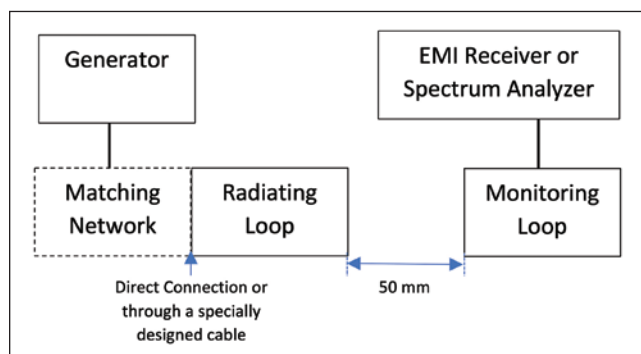 Generator
EMI Receiver or
Spectrum Analyzer
Matching
Network
Radiating
Loop
Monitoring
Loop
Direct Connection or
through a specially
designed cable
50 mm